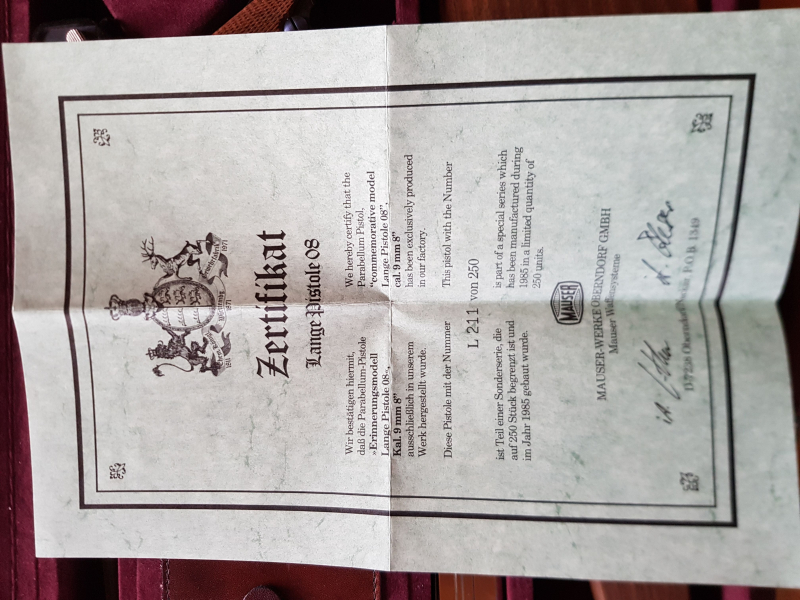 Zertifikat
Lange Pistole 08
Wir bestätigen hiermit,
daß die Parabellum-Pistole
»Erinnerungsmodell
Lange Pistole 08«,
Kal. 9 mm 8"
ausschließlich in unserem
Werk hergestellt wurde.
We hereby certify that the
Parabellum Pistol,
"commemorative model
Lange Pistole 08",
cal. 9 mm 8"
has been exclusively produced
in our factory.
Diese Pistole mit der Nummer
This pistol with the Number
L 211 von 250
ist Teil einer Sonderserie, die
auf 250 Stück begrenzt ist und
im Jahr 1985 gebaut wurde.
is part of a special series which
has been manufactured during
1985 in a limited quantity of
250 units.
MAUSER
MAUSER-WERKE OBERNDORF GMBH
Mauser Waffensysteme
D-7238 Oberndorf P.O.B. 1349